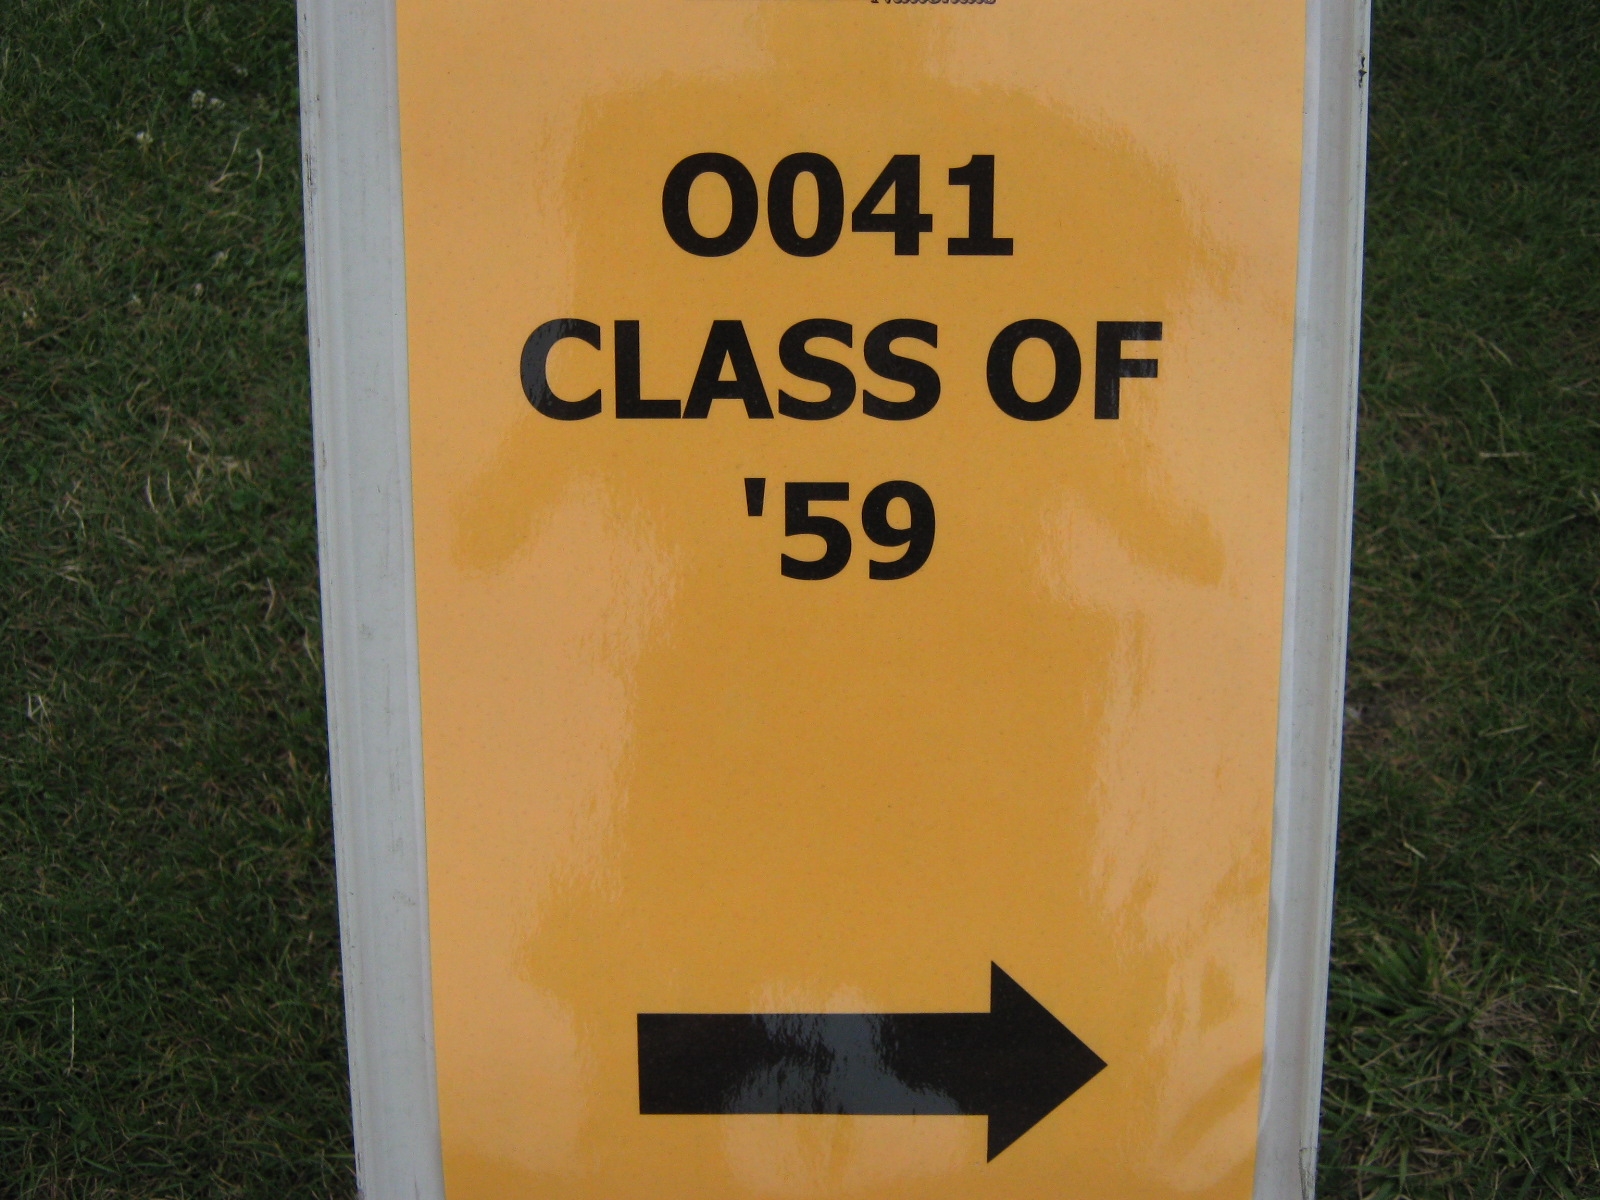 O041
CLASS OF
'59